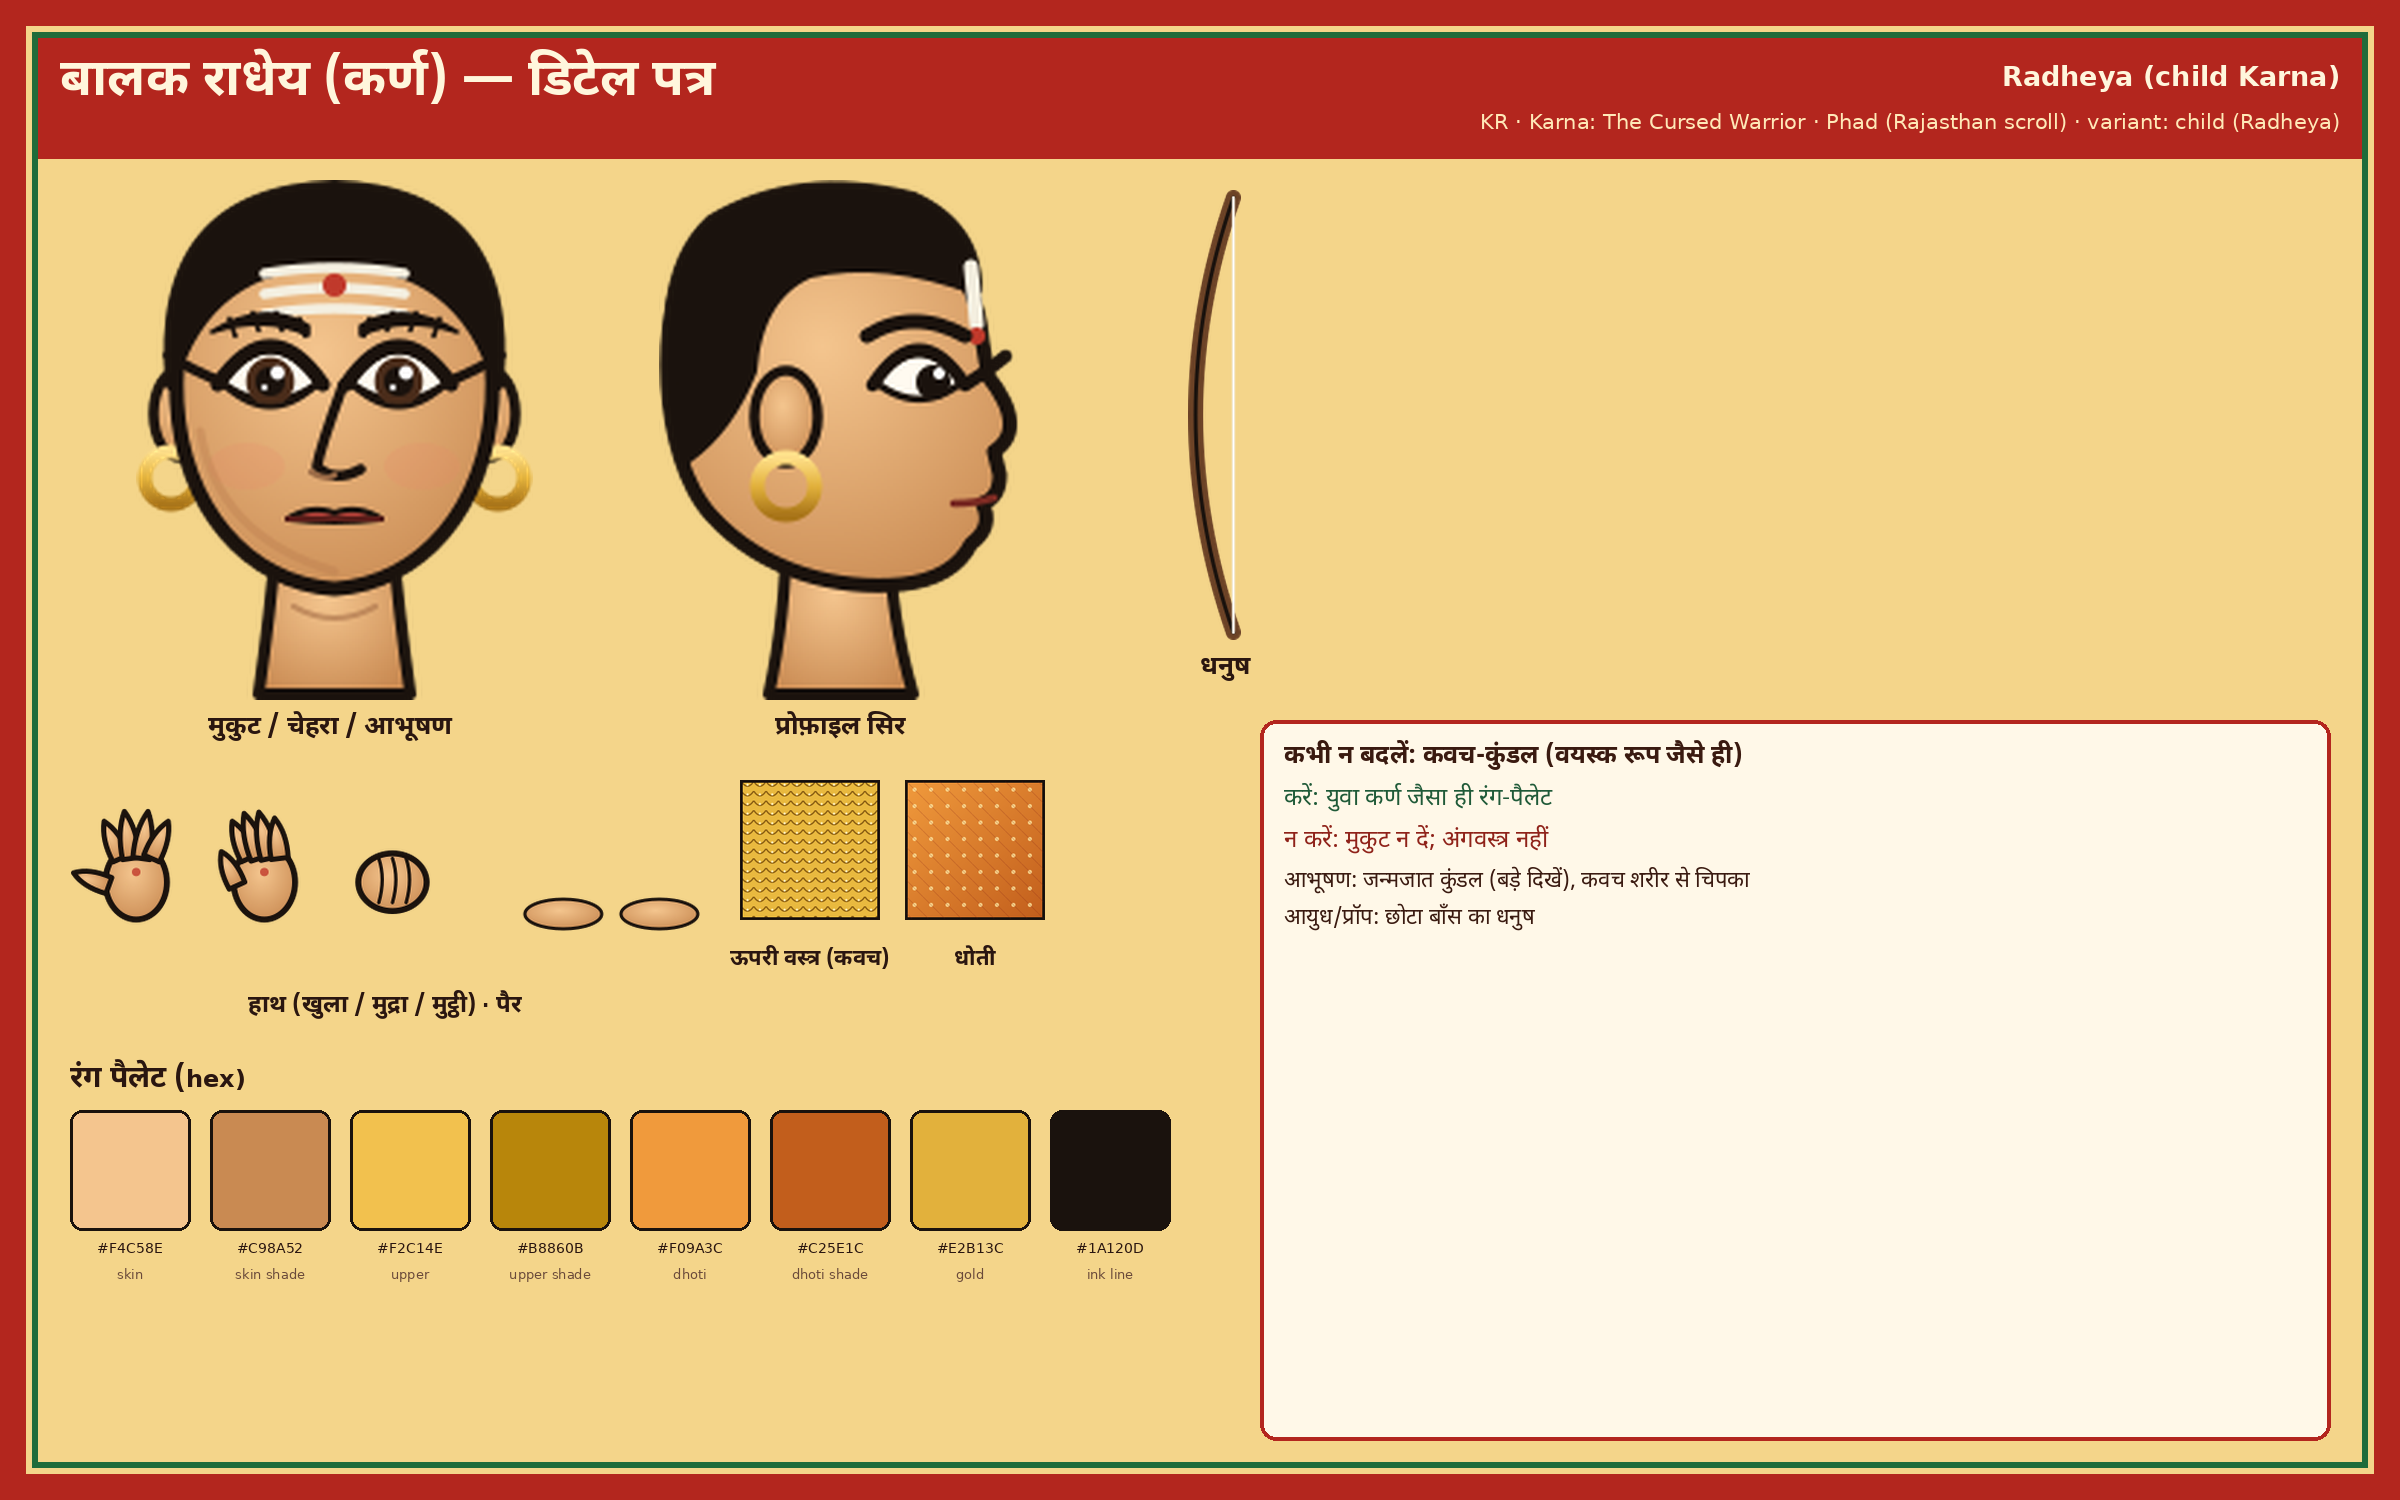 बालक राधेय (कर्ण) — डिटेल पत्र
Radheya (child Karna)
KR · Karna: The Cursed Warrior · Phad (Rajasthan scroll) · variant: child (Radheya)
धनुष
मुकुट / चेहरा / आभूषण
प्रोफ़ाइल सिर
कभी न बदलें: कवच-कुंडल (वयस्क रूप जैसे ही)
करें: युवा कर्ण जैसा ही रंग-पैलेट
न करें: मुकुट न दें; अंगवस्त्र नहीं
आभूषण: जन्मजात कुंडल (बड़े दिखें), कवच शरीर से चिपका
आयुध/प्रॉप: छोटा बाँस का धनुष
ऊपरी वस्त्र (कवच)
धोती
हाथ (खुला / मुद्रा / मुट्ठी) · पैर
रंग पैलेट (hex)
#F4C58E
#C98A52
#F2C14E
#B8860B
#F09A3C
#C25E1C
#E2B13C
#1A120D
skin
skin shade
upper
upper shade
dhoti
dhoti shade
gold
ink line